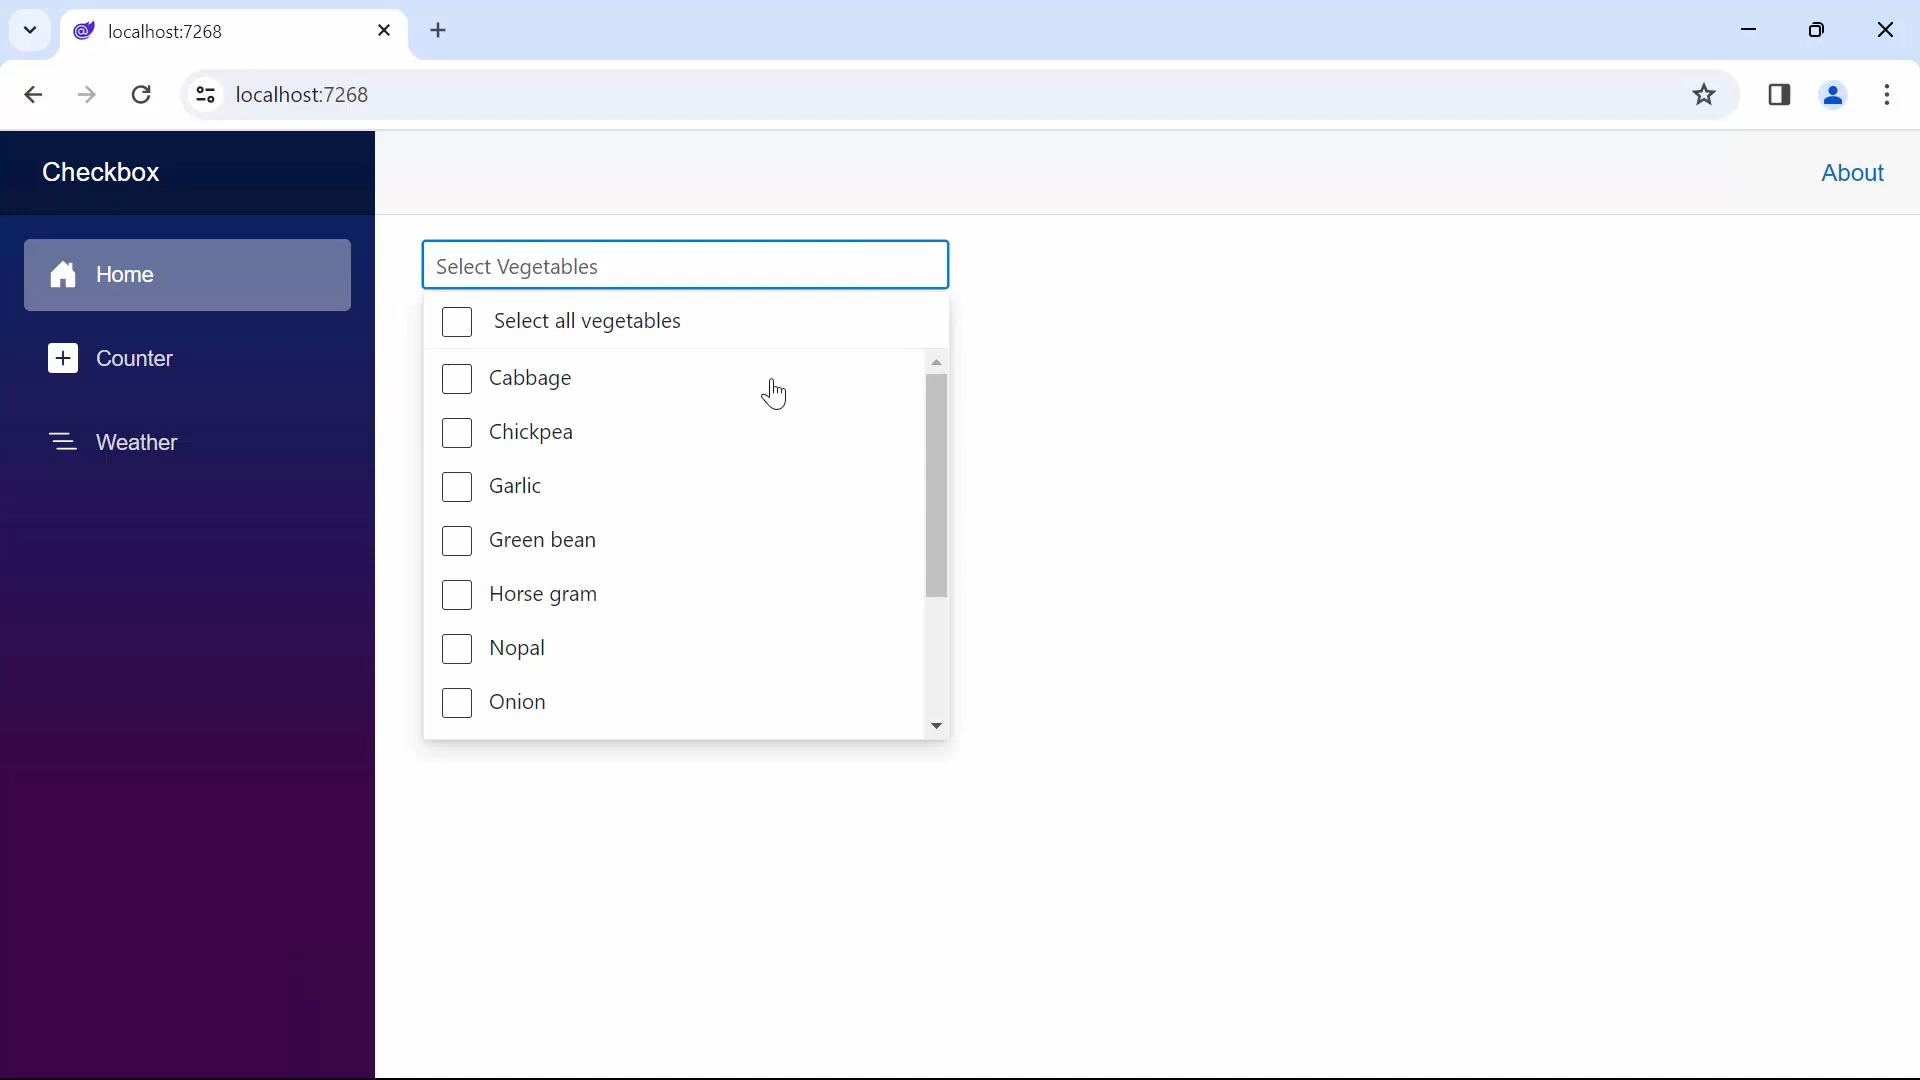 localhost:7268
localhost:7268
Checkbox
About
Home
Counter
Weather
Select Vegetables
Select all vegetables
Cabbage
Chickpea
Garlic
Green bean
Horse gram
Nopal
Onion